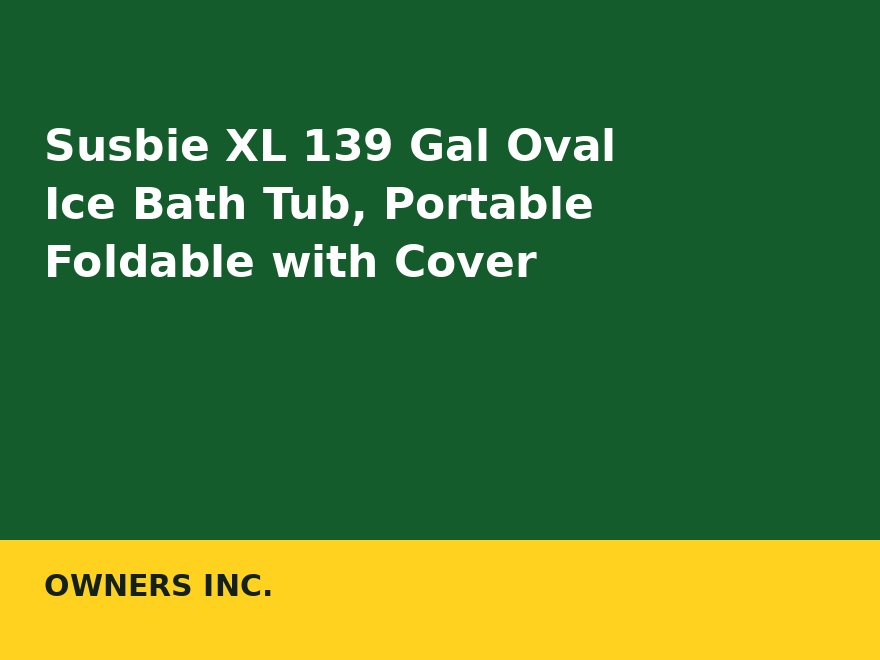 Susbie XL 139 Gal Oval
Ice Bath Tub, Portable
Foldable with Cover
OWNERS INC.